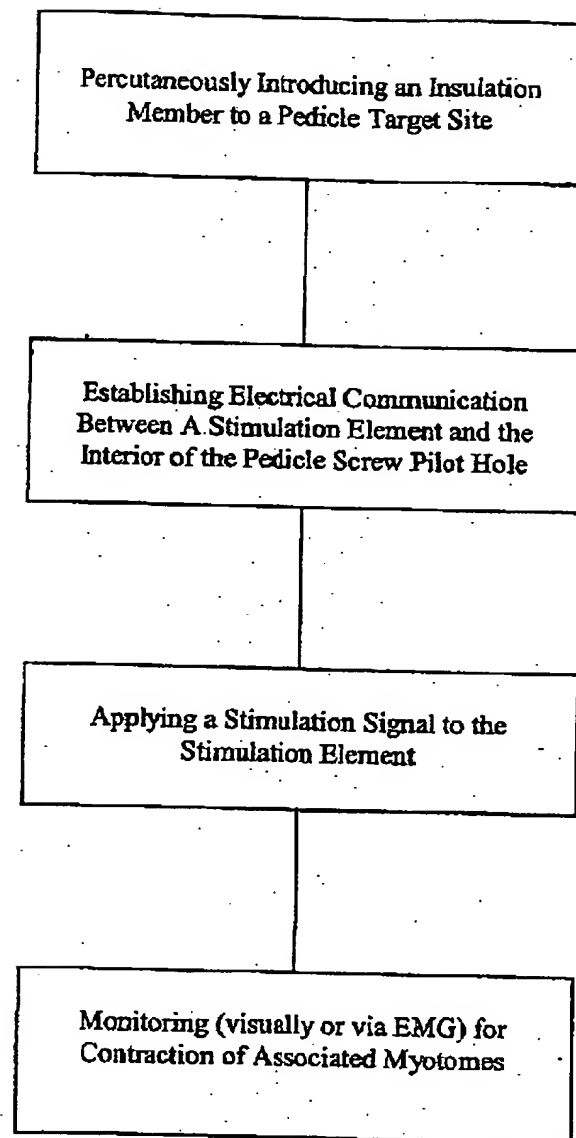 Percutaneously Introducing an Insulation
Member to a Pedicle Target Site
Establishing Electrical Communication
Between A Stimulation Element and the
Interior of the Pedicle Screw Pilot Hole
Applying a Stimulation Signal to the
Stimulation Element
Monitoring (visually or via EMG) for
Contraction of Associated Myotomes